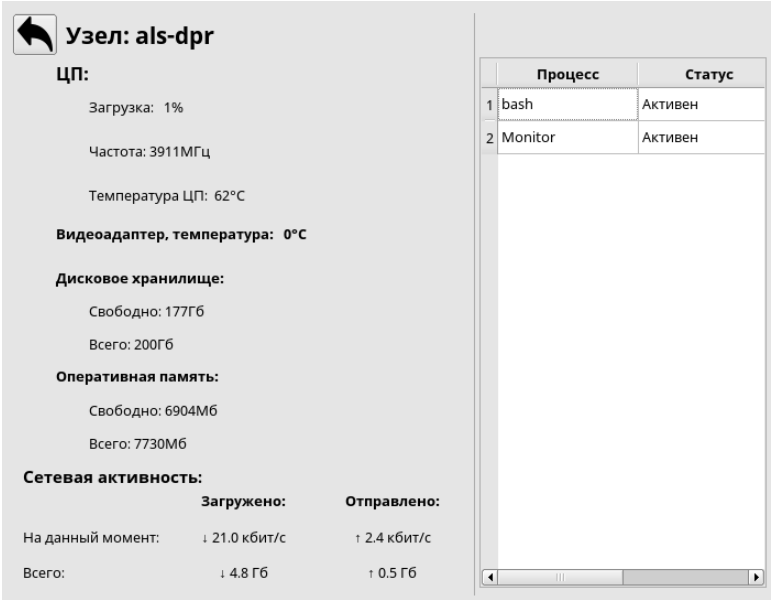 Узел: als-dpr
ЦП:
Загрузка: 1%
Частота: 3911МГц
Температура ЦП: 62°C
Видеоадаптер, температура: 0°C
Дисковое хранилище:
Свободно: 177Гб
Всего: 200Гб
Оперативная память:
Свободно: 6904Мб
Всего: 7730Мб
Сетевая активность:
Загружено: Отправлено:
На данный момент: ↓ 21.0 кбит/с ↑ 2.4 кбит/с
Всего: ↓ 4.8 Гб ↑ 0.5 Гб
Процесс Статус
1 bash Активен
2 Monitor Активен